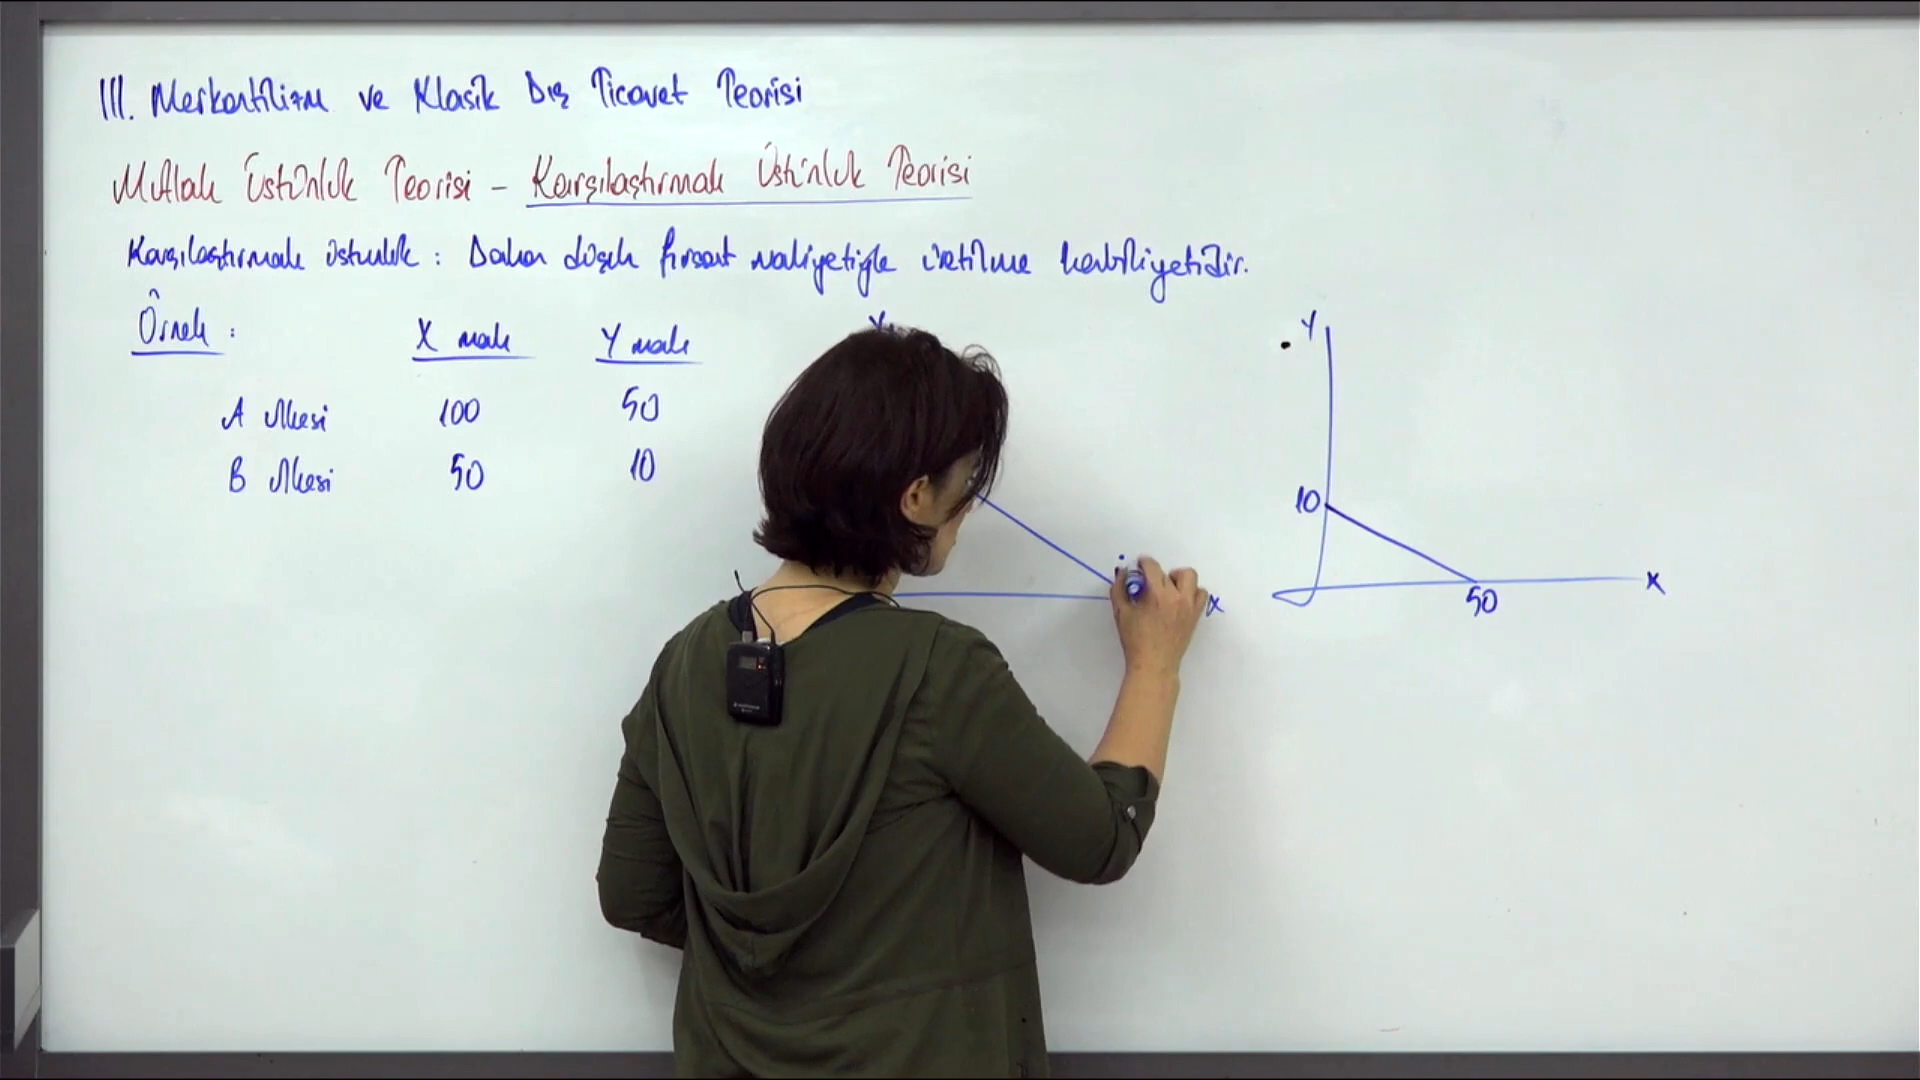 III. Merkantilizm ve Klasik Dış Ticaret Teorisi
Mutlak Üstünlük Teorisi - Karşılaştırmalı Üstünlük Teorisi
Karşılaştırmalı üstünlük : Daha düşük fırsat maliyetiyle üretilme kabiliyetidir.
Örnek :
X malı Y malı
A ülkesi 100 50
B ülkesi 50 10
Y
X
Y
10
50
X